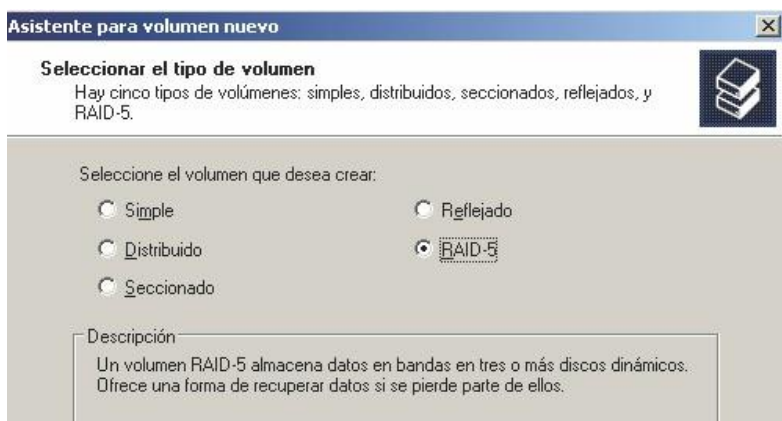 Asistente para volumen nuevo
Seleccionar el tipo de volumen
Hay cinco tipos de volúmenes: simples, distribuidos, seccionados, reflejados, y
RAID-5.
Seleccione el volumen que desea crear:
Simple
Reflejado
Distribuido
RAID-5
Seccionado
Descripción
Un volumen RAID-5 almacena datos en bandas en tres o más discos dinámicos.
Ofrece una forma de recuperar datos si se pierde parte de ellos.